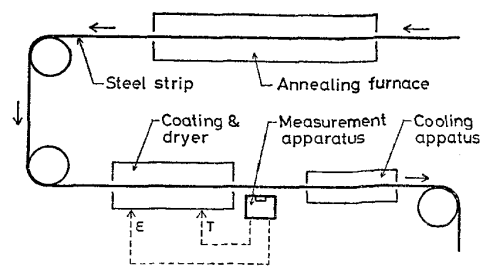 Steel strip
Annealing furnace
Coating &
dryer
Measurement
apparatus
Cooling
appatus
ε
T